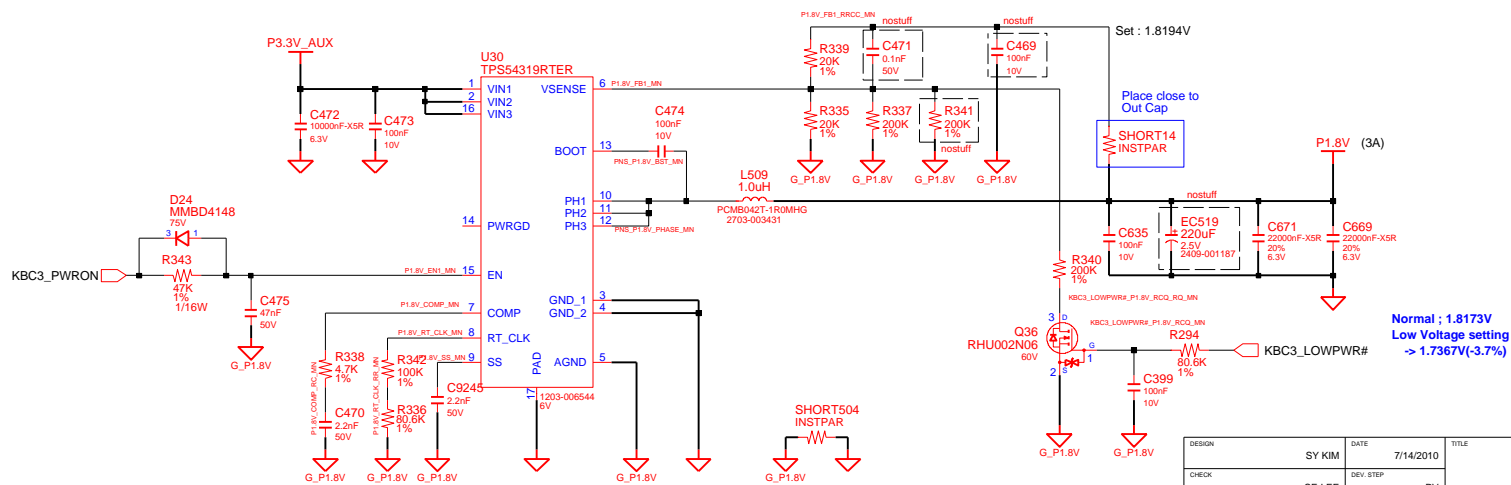 P1.8V_FB1_RRCC_MN
nostuff
nostuff
Set : 1.8194V
P3.3V_AUX
U30
TPS54319RTER
R339
20K
1%
C471
0.1nF
50V
C469
100nF
10V
1
VIN1
2
VIN2
16
VIN3
VSENSE
6
P1.8V_FB1_MN
C472
10000nF-X5R
6.3V
C473
100nF
10V
C474
100nF
10V
R335
20K
1%
R337
200K
1%
R341
200K
1%
nostuff
Place close to
Out Cap
SHORT14
INSTPAR
P1.8V
(3A)
BOOT
13
PNS_P1.8V_BST_MN
G_P1.8V
G_P1.8V
G_P1.8V
G_P1.8V
L509
1.0uH
PCMB042T-1R0MHG
2703-003431
nostuff
PH1
10
PH2
11
PH3
12
PNS_P1.8V_PHASE_MN
D24
MMBD4148
75V
3
1
14
PWRGD
C635
100nF
10V
EC519
220uF
2.5V
2409-001187
C671
22000nF-X5R
20%
6.3V
C669
22000nF-X5R
20%
6.3V
KBC3_PWRON
R343
47K
1%
1/16W
P1.8V_EN1_MN
15
EN
R340
200K
1%
C475
47nF
50V
G_P1.8V
P1.8V_COMP_MN
7
COMP
GND_1
3
GND_2
4
KBC3_LOWPWR#_P1.8V_RCQ_RQ_MN
P1.8V_RT_CLK_MN
8
RT_CLK
Q36
RHU002N06
60V
3
D
KBC3_LOWPWR#_P1.8V_RCQ_MN
G
1
2
S
R294
80.6K
1%
KBC3_LOWPWR#
Normal ; 1.8173V
Low Voltage setting
-> 1.7367V(-3.7%)
P1.8V_SS_MN
9
SS
AGND
5
PAD
17
1203-006544
6V
R338
4.7K
1%
R342
100K
1%
P1.8V_COMP_RC_MN
P1.8V_RT_CLK_RR_MN
C9245
2.2nF
50V
C470
2.2nF
50V
R336
80.6K
1%
C399
100nF
10V
SHORT504
INSTPAR
G_P1.8V
G_P1.8V
G_P1.8V
G_P1.8V
G_P1.8V
G_P1.8V
G_P1.8V
DESIGN
SY KIM
DATE
7/14/2010
TITLE
CHECK
DEV. STEP